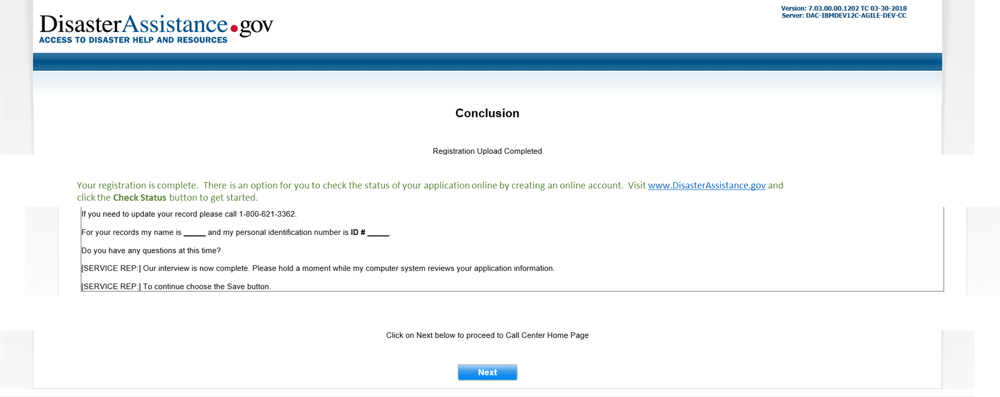 Version: 7.03.00.00.1202 TC 03-30-2018
Server: DAC-IBMDEV12C-AGILE-DEV-CC
DisasterAssistance.gov
ACCESS TO DISASTER HELP AND RESOURCES
Conclusion
Registration Upload Completed
Your registration is complete.  There is an option for you to check the status of your application online by creating an online account.  Visit www.DisasterAssistance.gov and
click the Check Status button to get started.
If you need to update your record please call 1-800-621-3362.
For your records my name is _____ and my personal identification number is ID # _____.
Do you have any questions at this time?
[SERVICE REP:] Our interview is now complete. Please hold a moment while my computer system reviews your application information.
[SERVICE REP:] To continue choose the Save button.
Click on Next below to proceed to Call Center Home Page
Next